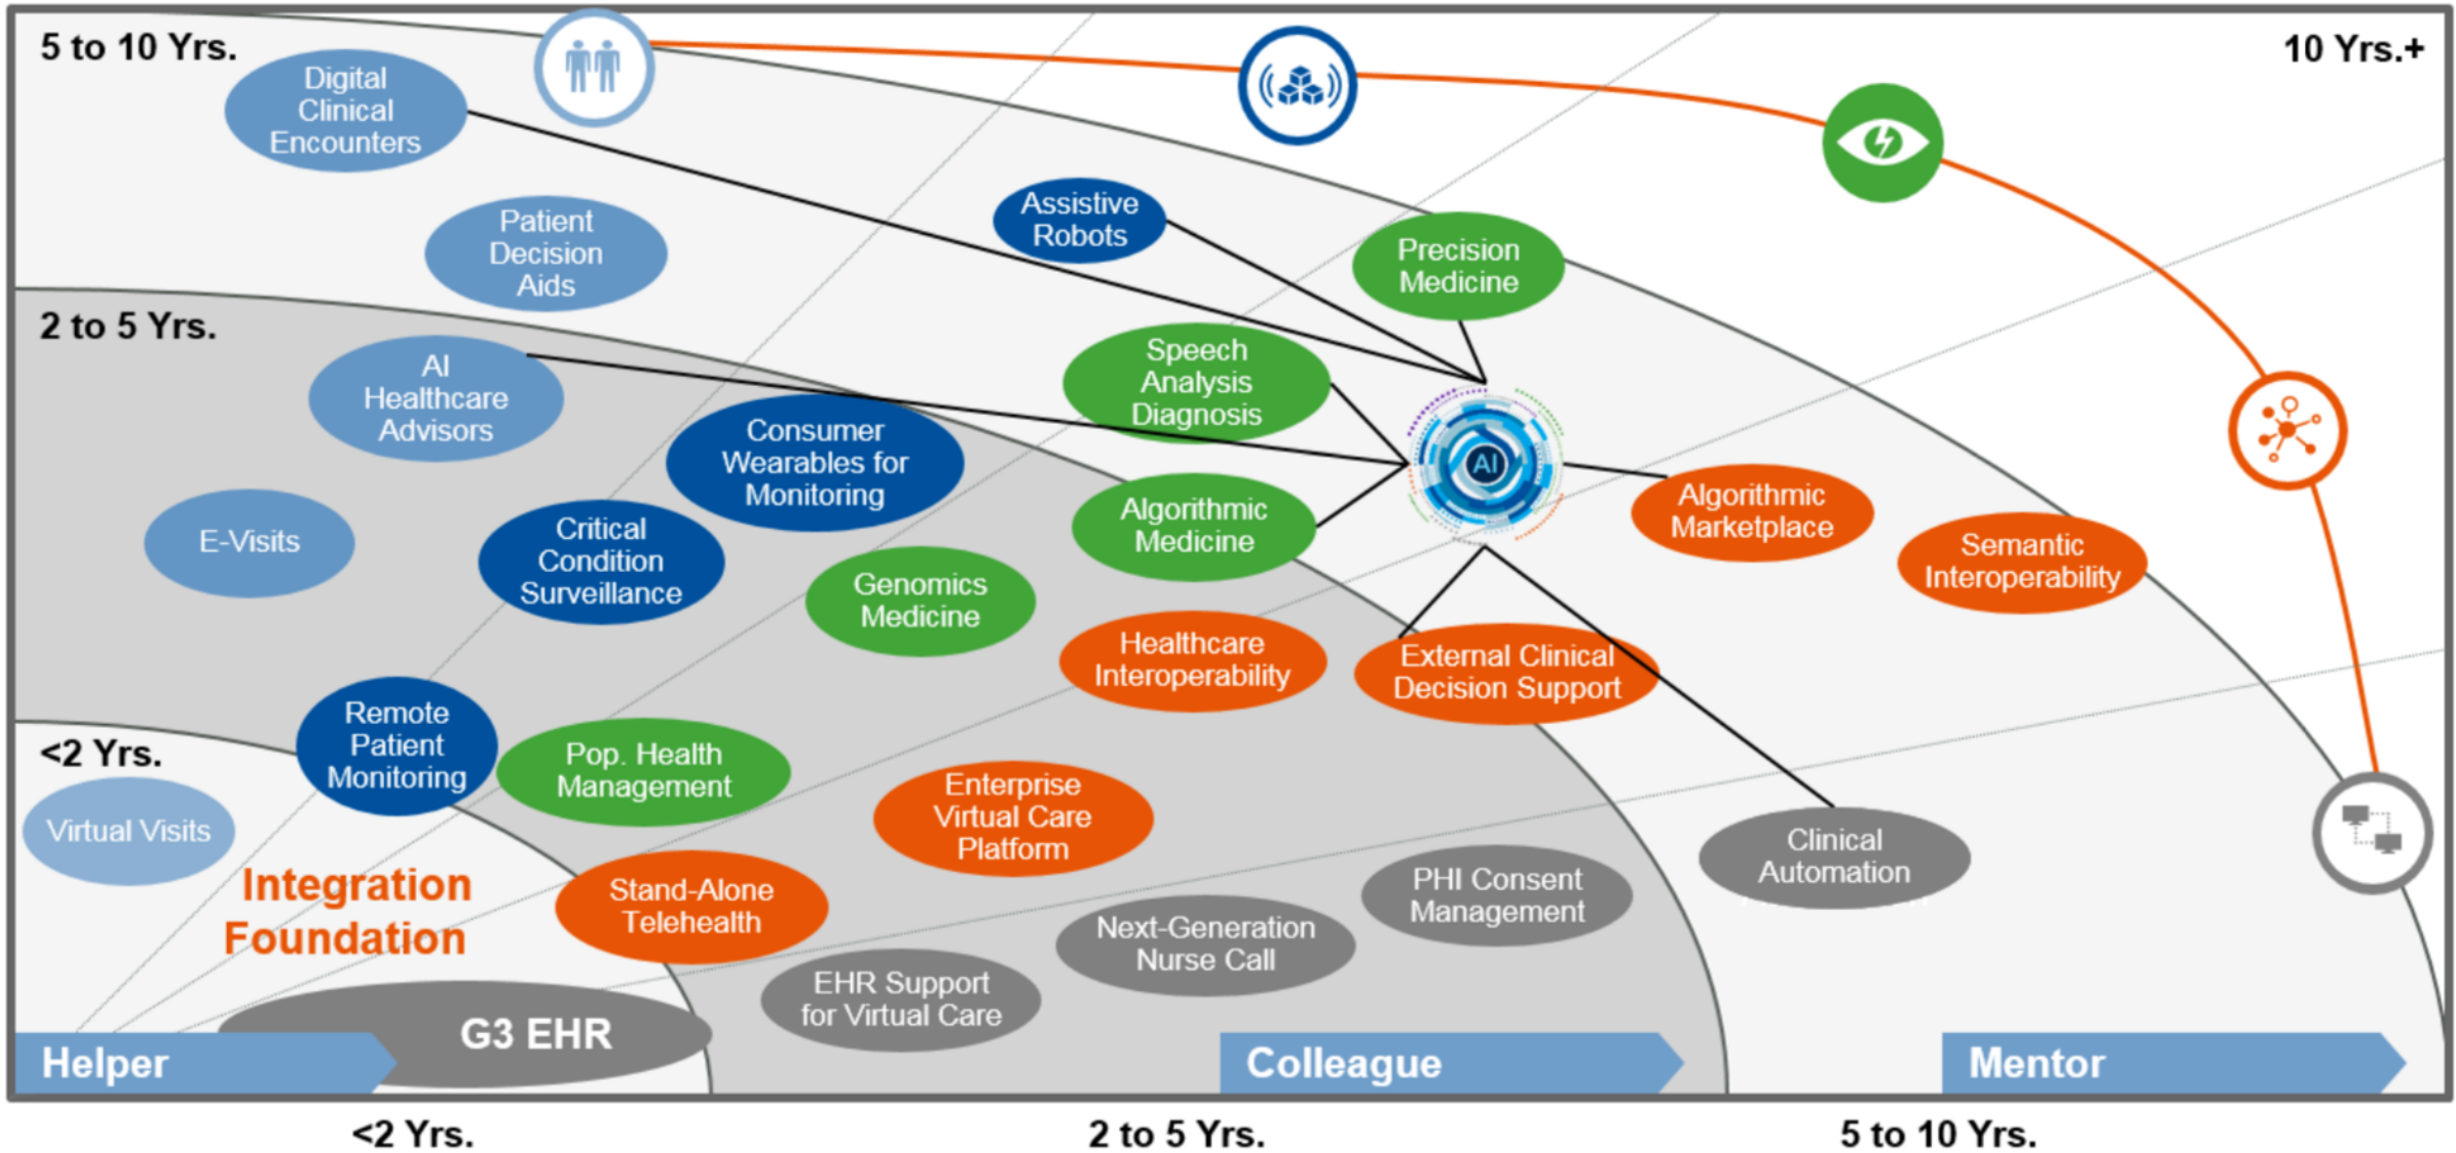 5 to 10 Yrs.
10 Yrs.+
Digital
Clinical
Encounters
Patient
Decision
Aids
Assistive
Robots
Precision
Medicine
2 to 5 Yrs.
AI
Healthcare
Advisors
Speech
Analysis
Diagnosis
Consumer
Wearables for
Monitoring
AI
E-Visits
Critical
Condition
Surveillance
Algorithmic
Medicine
Algorithmic
Marketplace
Semantic
Interoperability
Genomics
Medicine
Healthcare
Interoperability
External Clinical
Decision Support
<2 Yrs.
Remote
Patient
Monitoring
Pop. Health
Management
Enterprise
Virtual Care
Platform
Virtual Visits
Clinical
Automation
Integration
Foundation
Stand-Alone
Telehealth
PHI Consent
Management
Next-Generation
Nurse Call
EHR Support
for Virtual Care
G3 EHR
Helper
Colleague
Mentor
<2 Yrs.
2 to 5 Yrs.
5 to 10 Yrs.